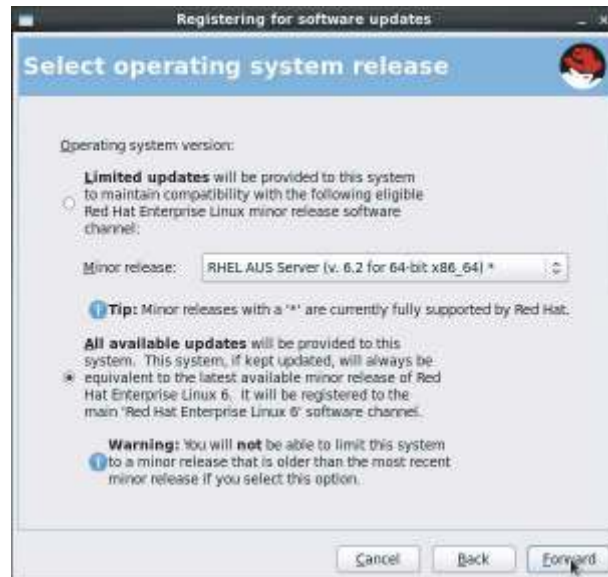 Registering for software updates
Select operating system release
Operating system version:
Limited updates will be provided to this system
to maintain compatibility with the following eligible
Red Hat Enterprise Linux minor release software
channel:
Minor release: RHEL AUS Server (v. 6.2 for 64-bit x86_64) *
Tip: Minor releases with a '*' are currently fully supported by Red Hat.
All available updates will be provided to this
system. This system, if kept updated, will always be
equivalent to the latest available minor release of Red
Hat Enterprise Linux 6. It will be registered to the
main 'Red Hat Enterprise Linux 6' software channel.
Warning: You will not be able to limit this system
to a minor release that is older than the most recent
minor release if you select this option.
Cancel Back Forward